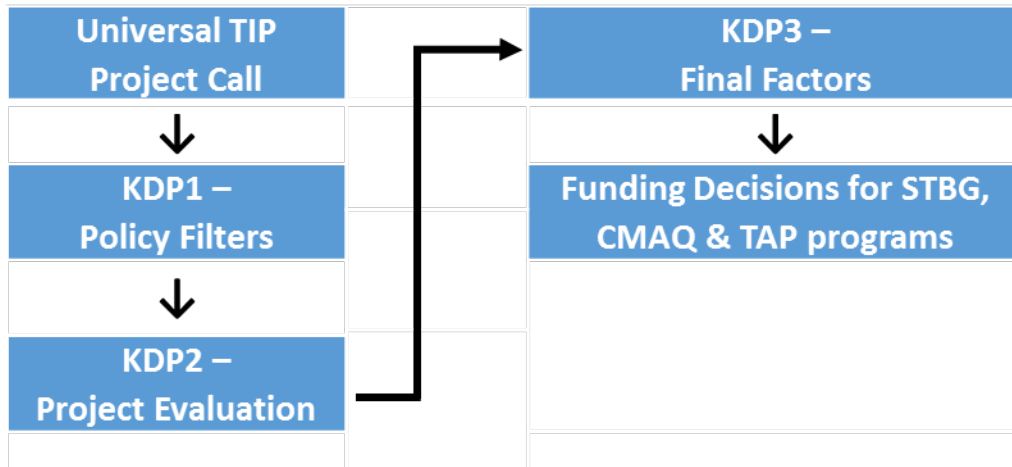 Universal TIP
Project Call
KDP1 –
Policy Filters
KDP2 –
Project Evaluation
KDP3 –
Final Factors
Funding Decisions for STBG,
CMAQ & TAP programs